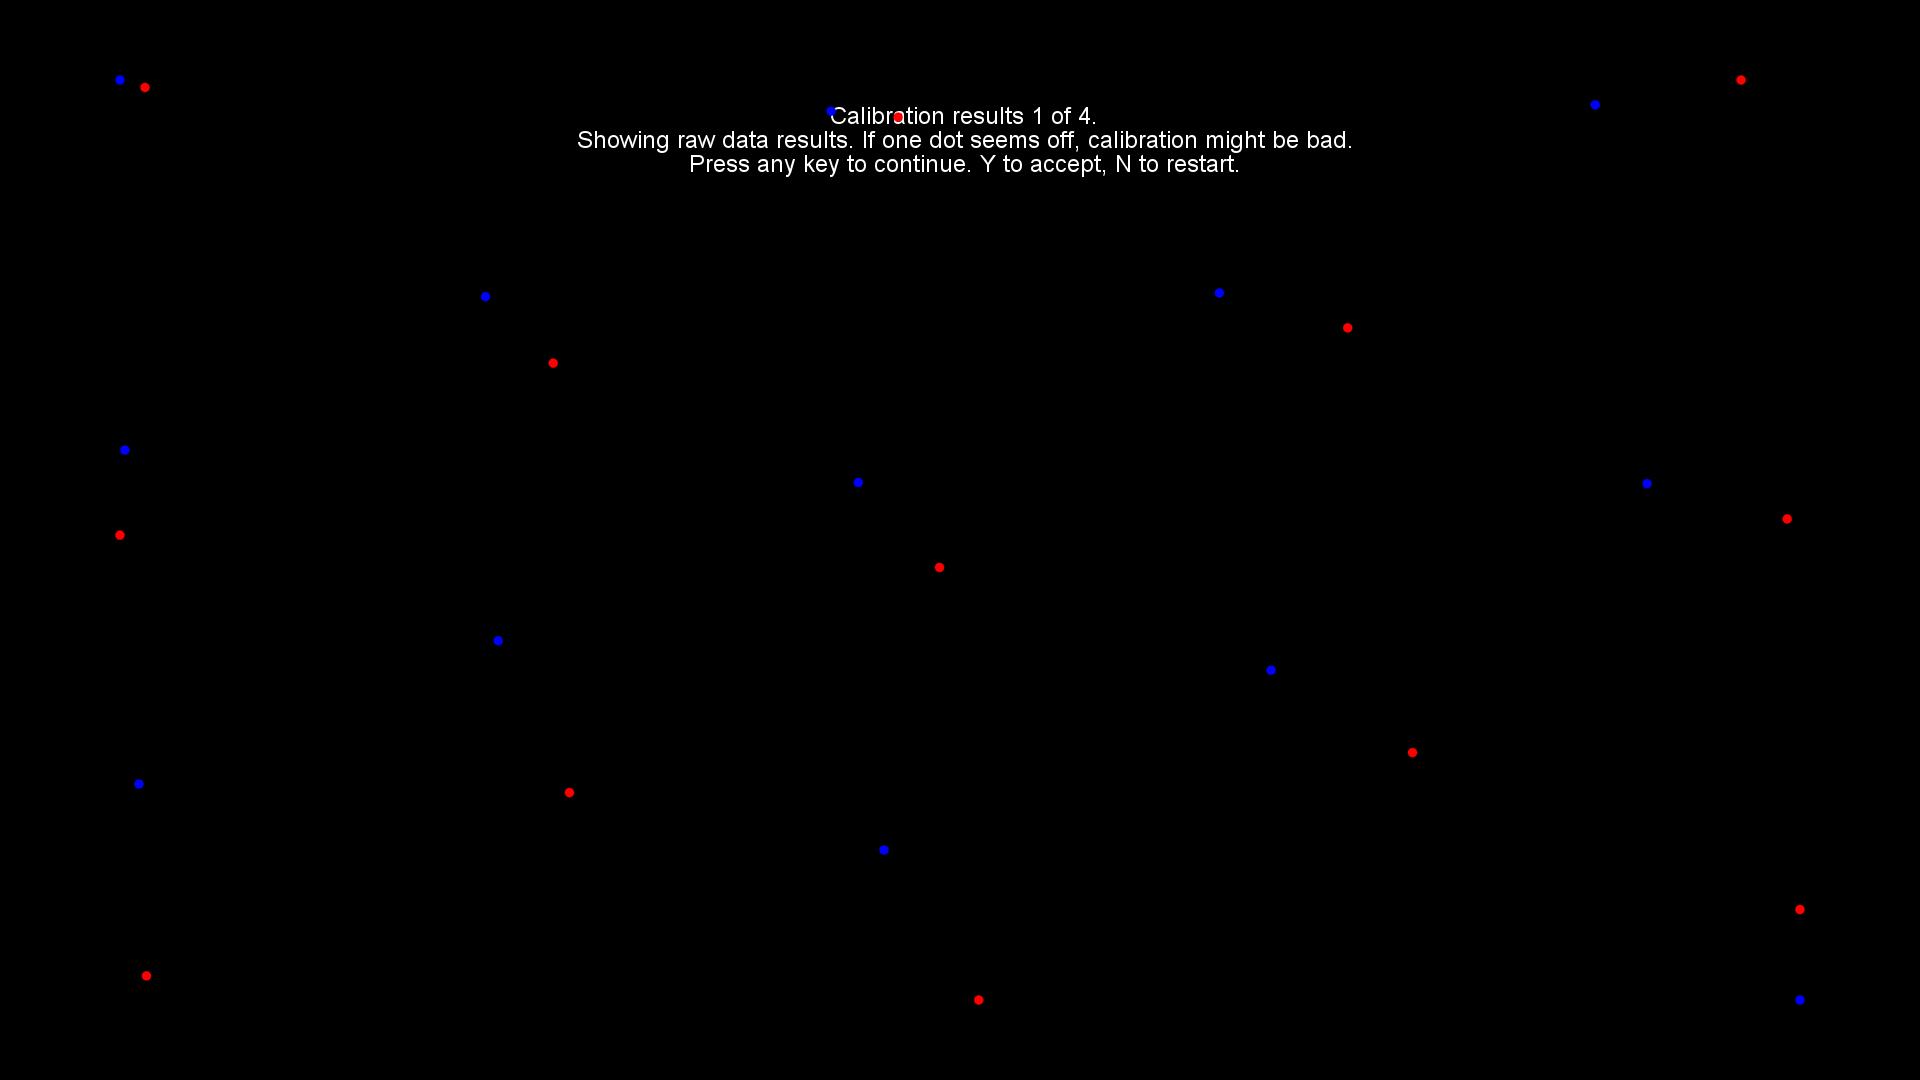 Calibration results 1 of 4.
Showing raw data results. If one dot seems off, calibration might be bad.
Press any key to continue. Y to accept, N to restart.